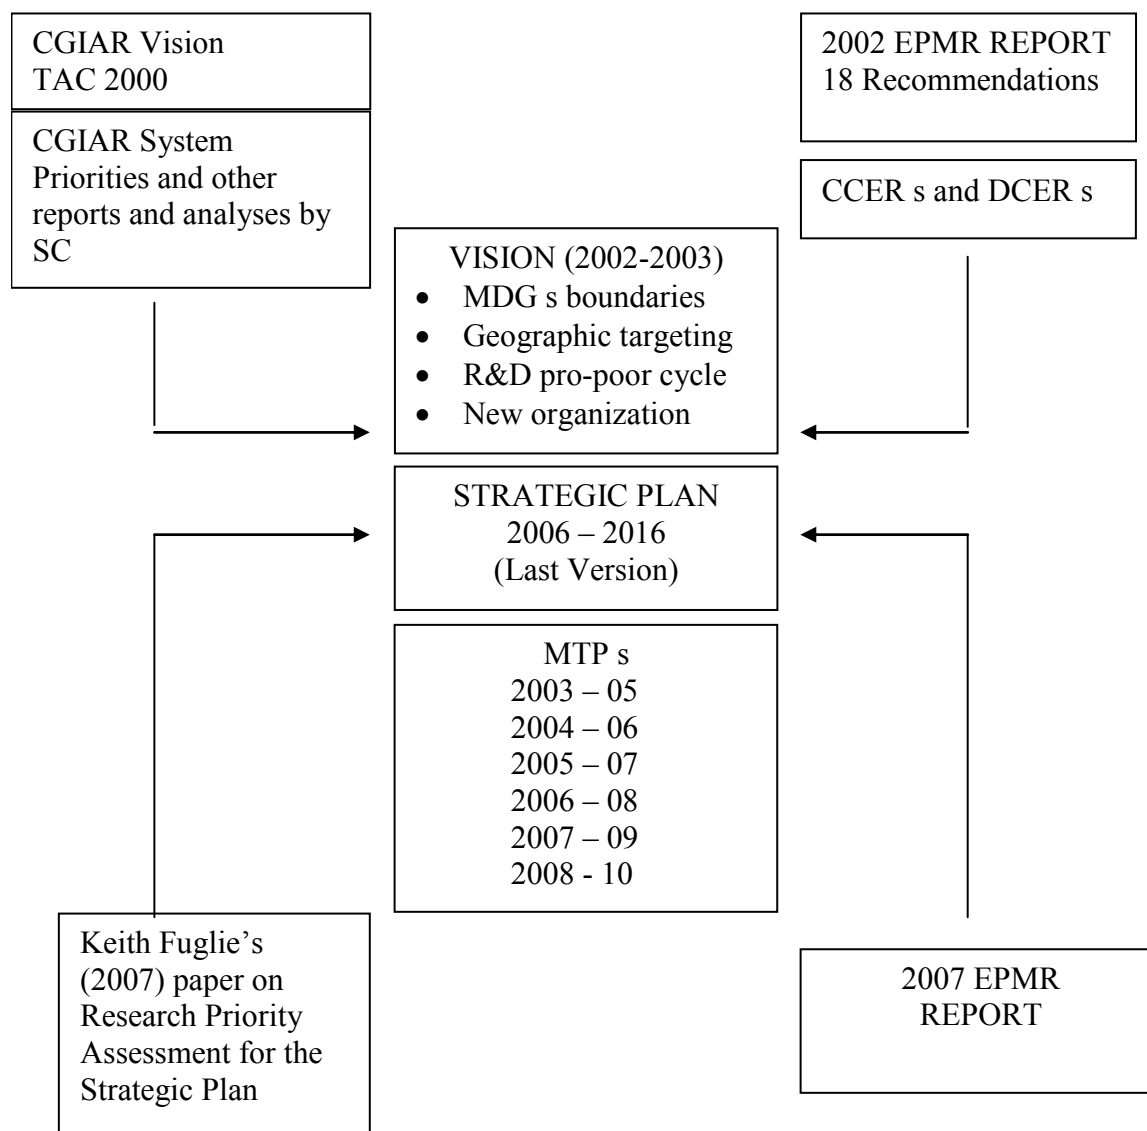 CGIAR Vision
TAC 2000
CGIAR System
Priorities and other
reports and analyses by
SC
2002 EPMR REPORT
18 Recommendations
CCER s and DCER s
VISION (2002-2003)
• MDG s boundaries
• Geographic targeting
• R&D pro-poor cycle
• New organization
STRATEGIC PLAN
2006 – 2016
(Last Version)
MTP s
2003 – 05
2004 – 06
2005 – 07
2006 – 08
2007 – 09
2008 - 10
Keith Fuglie’s
(2007) paper on
Research Priority
Assessment for the
Strategic Plan
2007 EPMR
REPORT